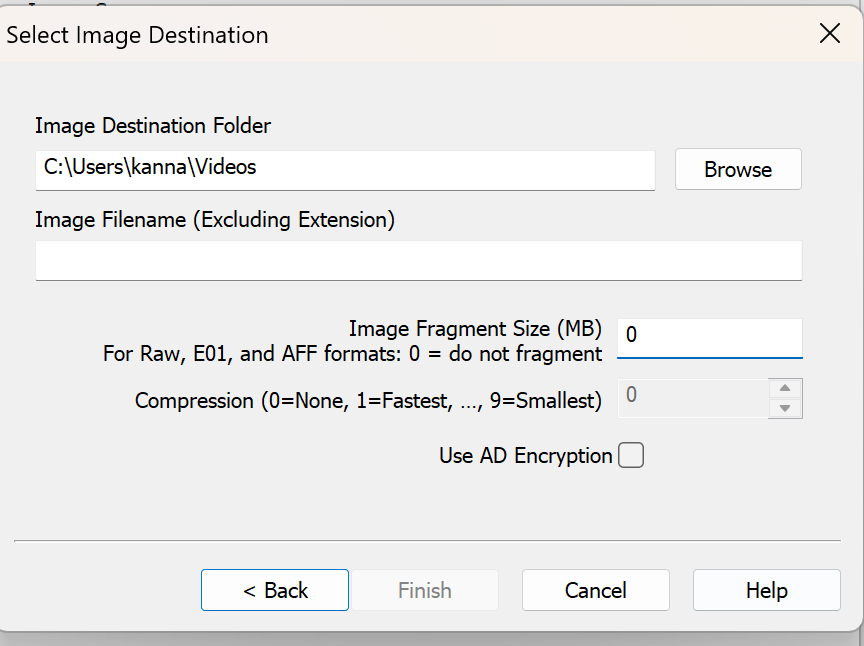 Select Image Destination
Image Destination Folder
C:\Users\kanna\Videos
Browse
Image Filename (Excluding Extension)
Image Fragment Size (MB)
For Raw, E01, and AFF formats: 0 = do not fragment
0
Compression (0=None, 1=Fastest, ..., 9=Smallest)
0
Use AD Encryption
< Back
Finish
Cancel
Help